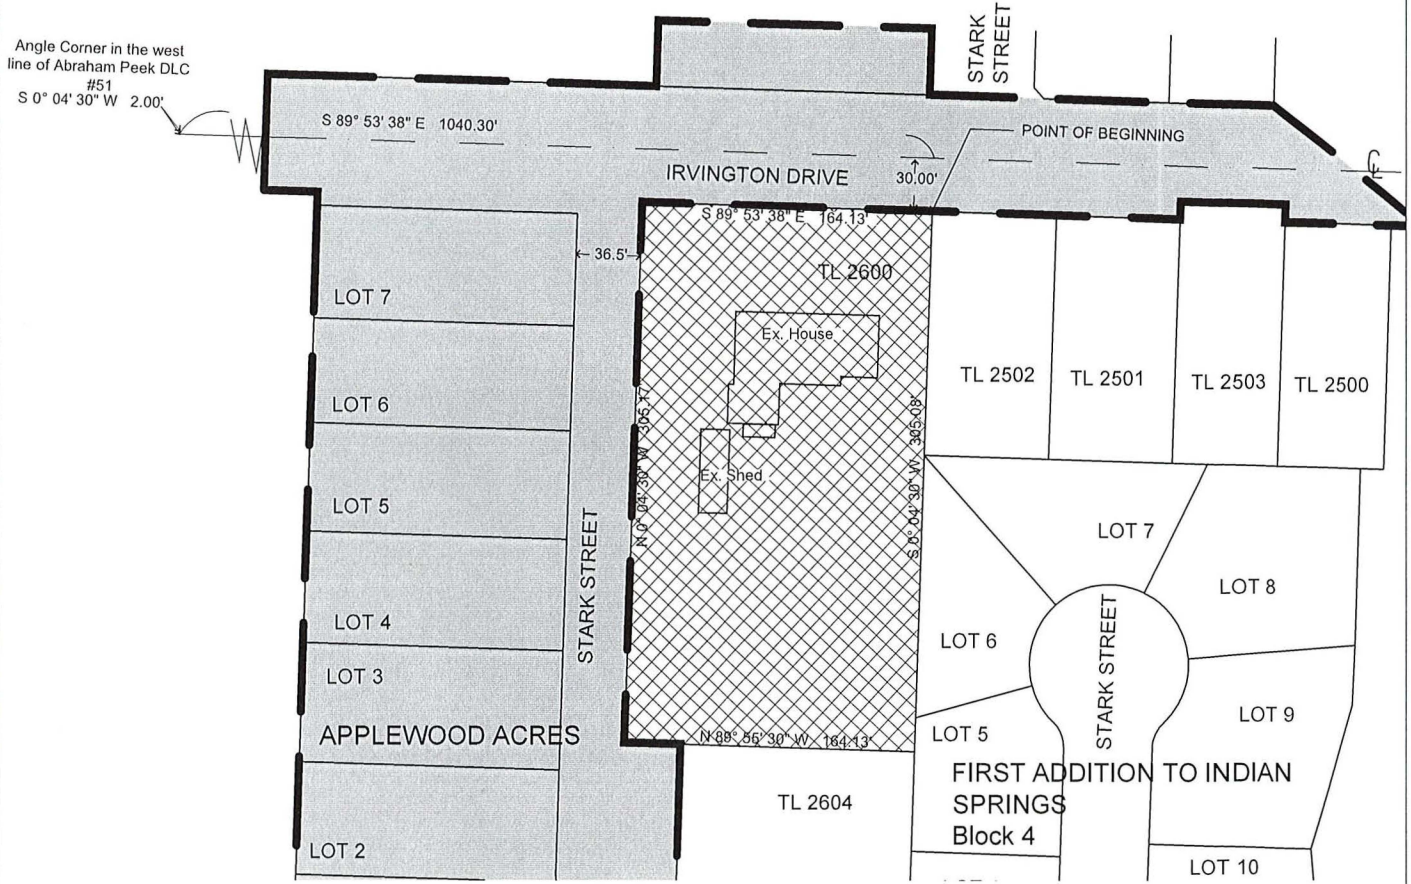 Angle Corner in the west
line of Abraham Peek DLC
#51
S 0° 04' 30" W 2.00'
STARK
STREET
S 89° 53' 38" E 1040.30'
POINT OF BEGINNING
IRVINGTON DRIVE
30.00'
S 89° 53' 38" E 164.13'
36.5'
TL 2600
LOT 7
Ex. House
LOT 6
TL 2502
TL 2501
TL 2503
TL 2500
N 0° 04' 30" W 305.17'
S 0° 04' 30" W 305.08'
Ex. Shed
LOT 5
STARK STREET
LOT 7
LOT 8
LOT 4
LOT 6
STARK STREET
LOT 3
LOT 9
APPLEWOOD ACRES
N 89° 55' 30" W 164.13'
LOT 5
FIRST ADDITION TO INDIAN
SPRINGS
Block 4
TL 2604
LOT 2
LOT 10